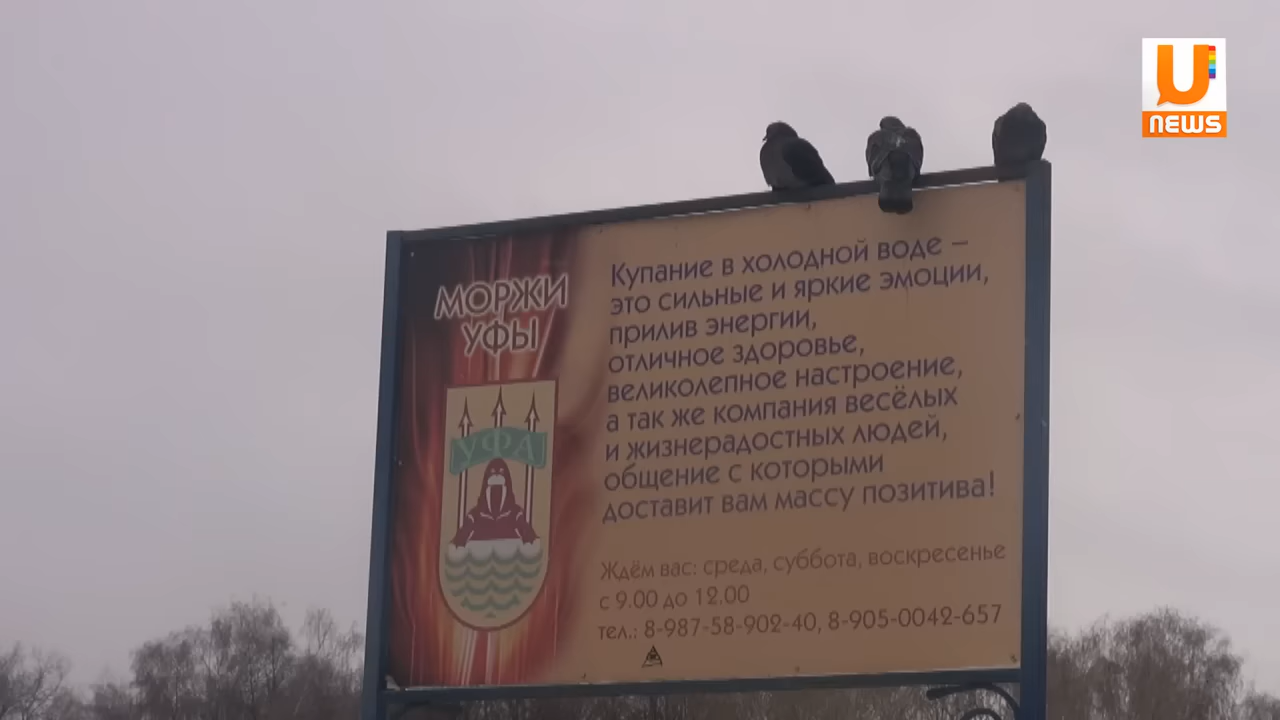 U
NEWS
МОРЖИ
УФЫ
УФА
Купание в холодной воде –
это сильные и яркие эмоции,
прилив энергии,
отличное здоровье,
великолепное настроение,
а так же компания весёлых
и жизнерадостных людей,
общение с которыми
доставит вам массу позитива!
Ждём вас: среда, суббота, воскресенье
с 9.00 до 12.00
тел.: 8-987-58-902-40, 8-905-0042-657